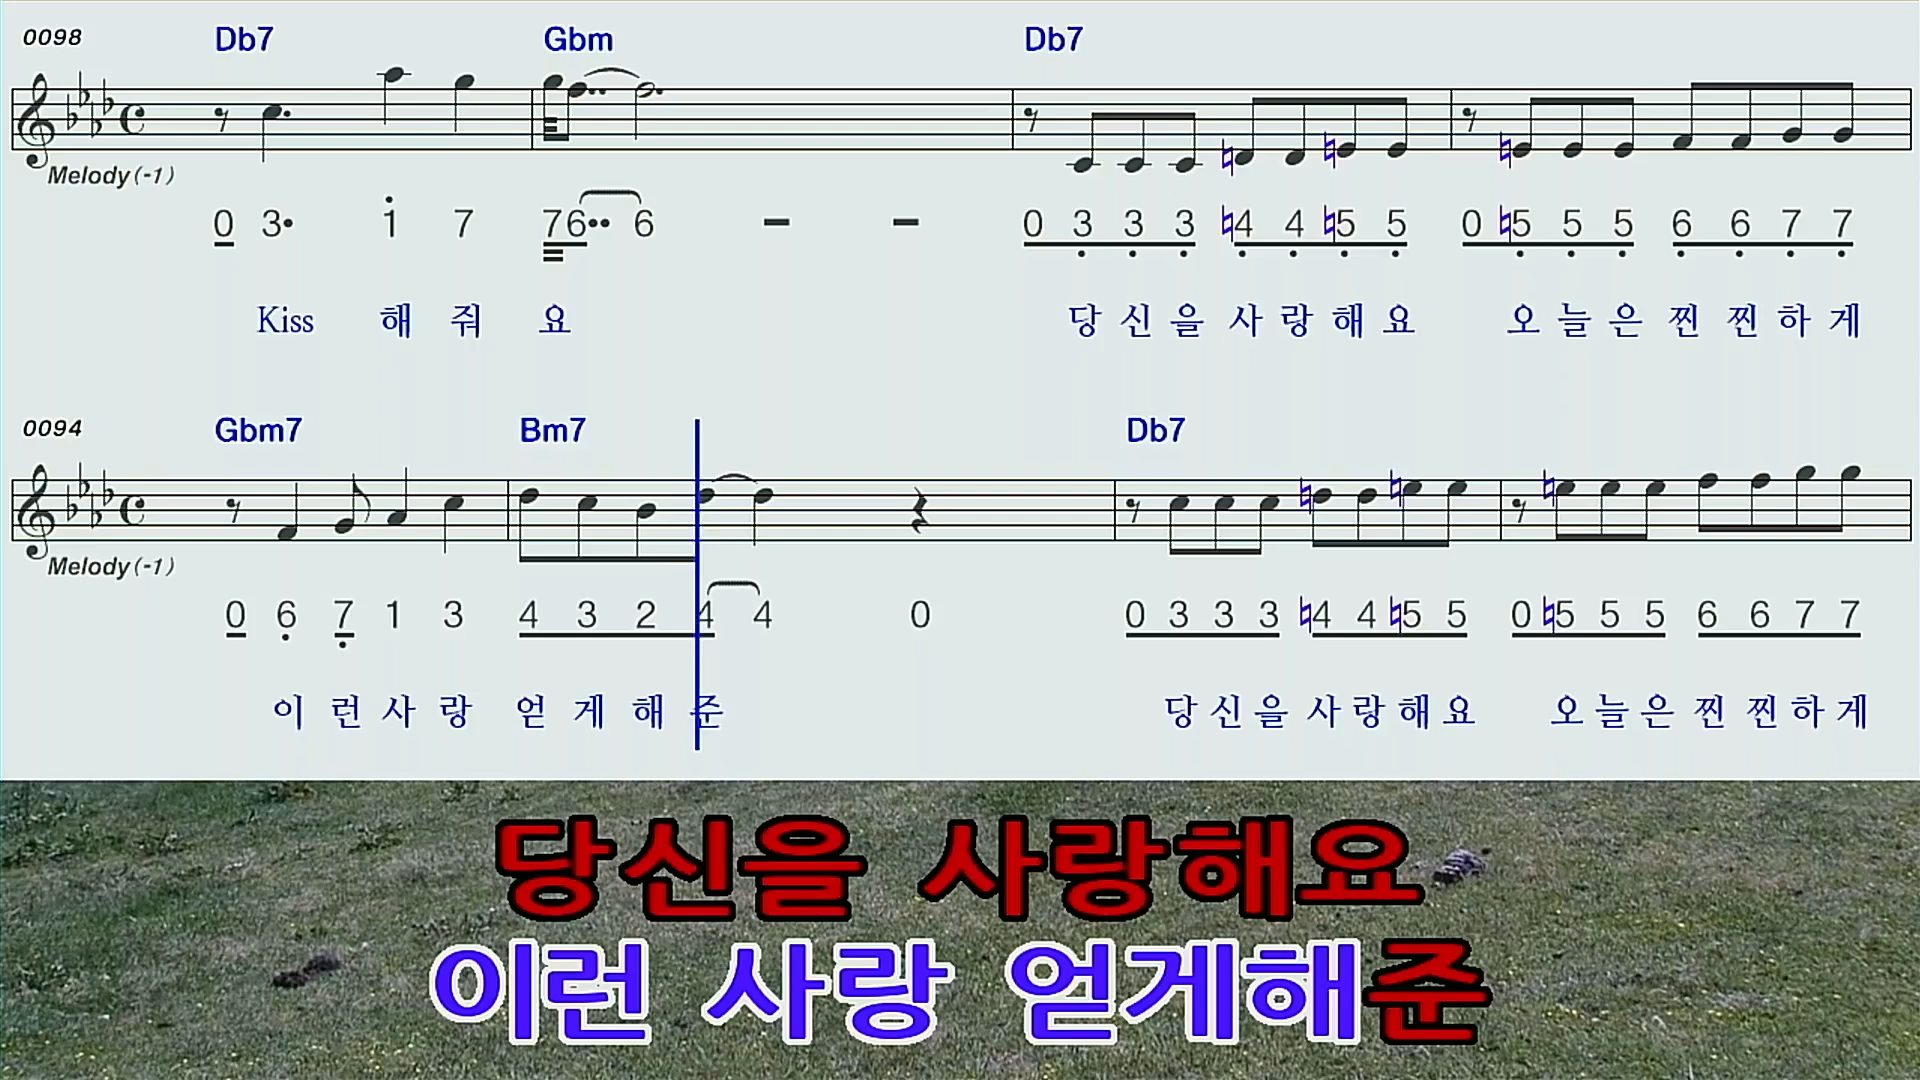 0098 Db7 Gbm Db7
Melody(-1)
0 3• 1 7 7 6•• 6 - - 0 3 3 3 ♮4 4 ♮5 5 0 ♮5 5 5 6 6 7 7
Kiss 해 줘 요 당 신 을 사 랑 해 요 오 늘 은 찐 찐 하 게
0094 Gbm7 Bm7 Db7
Melody(-1)
0 6 7 1 3 4 3 2 4 4 0 0 3 3 3 ♮4 4 ♮5 5 0 ♮5 5 5 6 6 7 7
이 런 사 랑 얻 게 해 준 당 신 을 사 랑 해 요 오 늘 은 찐 찐 하 게
당신을 사랑해요
이런 사랑 얻게해준